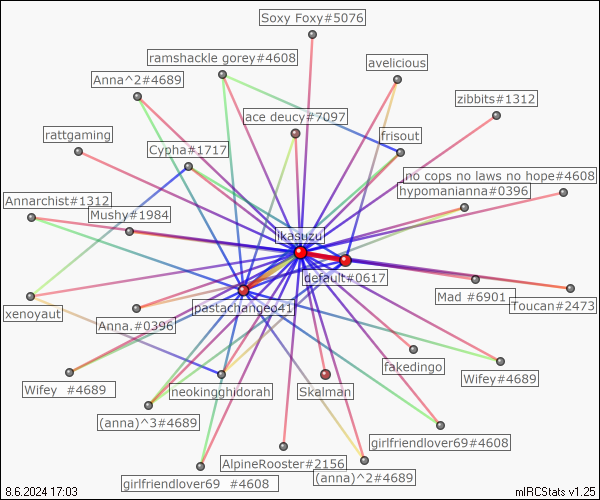 Soxy Foxy#5076
ramshackle gorey#4608
avelicious
Anna^2#4689
zibbits#1312
ace deucy#7097
rattgaming
frisout
Cypha#1717
no cops no laws no hope#4608
hypomanianna#0396
Annarchist#1312
Mushy#1984
ikasuzu
default#0617
Mad #6901
Toucan#2473
pastachangeo41
xenoyaut
Anna.#0396
fakedingo
Wifey #4689
Wifey  #4689
neokingghidorah
Skalman
(anna)^3#4689
girlfriendlover69#4608
AlpineRooster#2156
(anna)^2#4689
girlfriendlover69  #4608
8.6.2024 17:03
mIRCStats v1.25